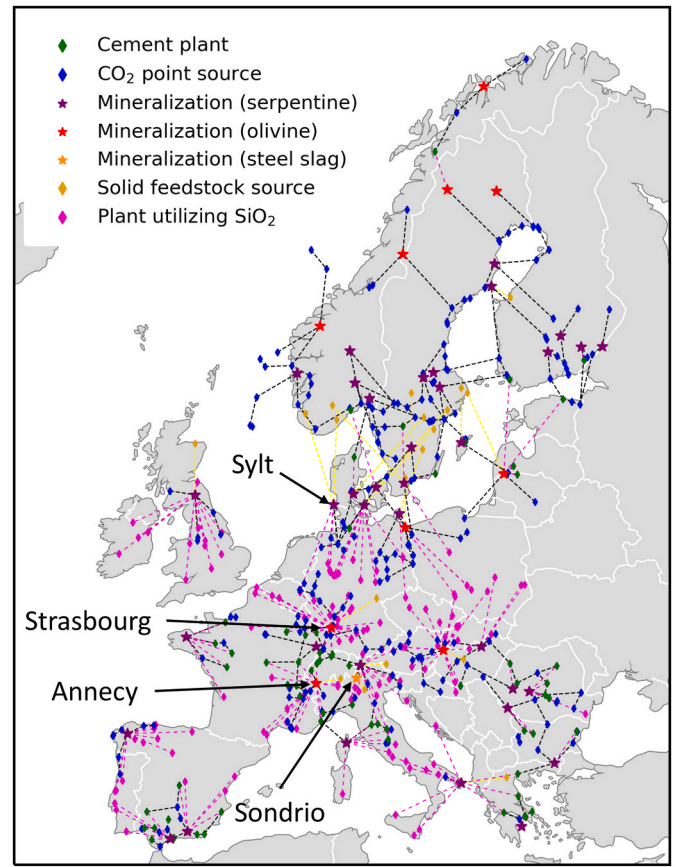 Cement plant
CO₂ point source
Mineralization (serpentine)
Mineralization (olivine)
Mineralization (steel slag)
Solid feedstock source
Plant utilizing SiO₂
Sylt
Strasbourg
Annecy
Sondrio